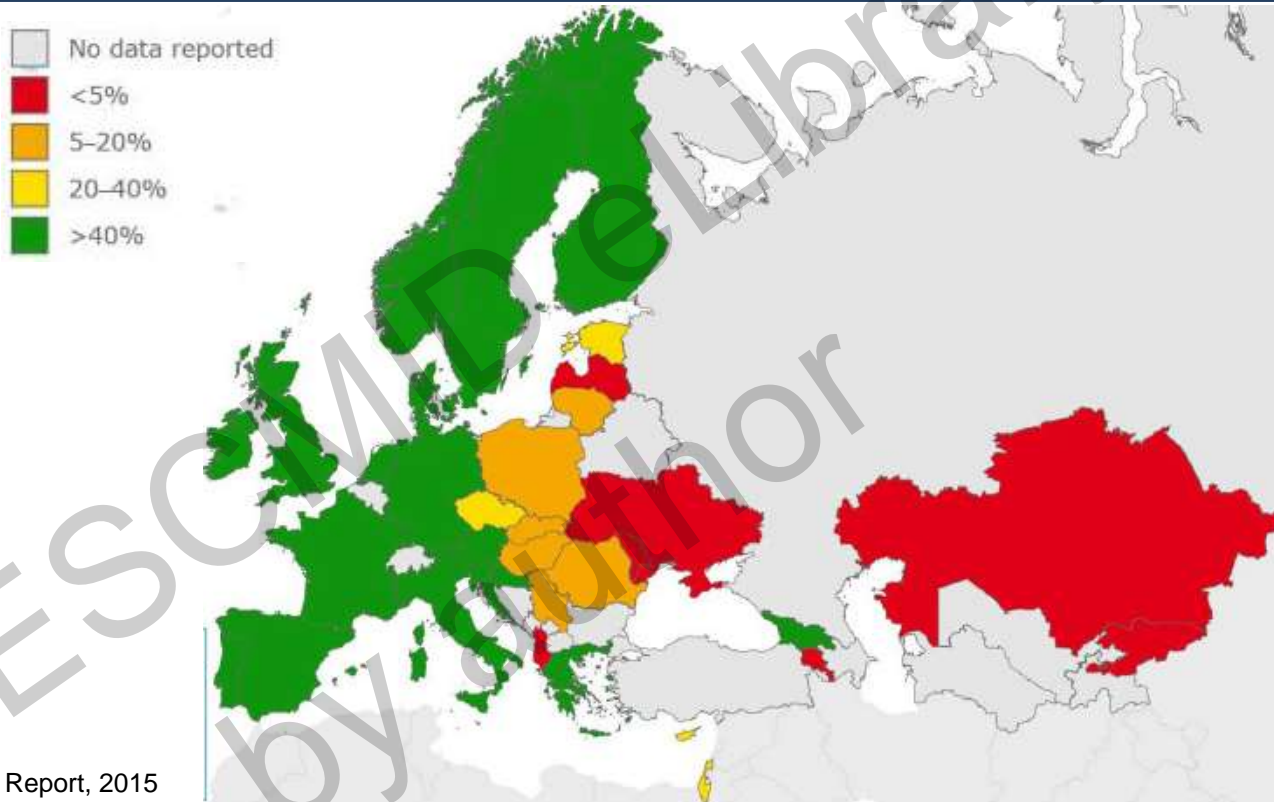 No data reported
<5%
5–20%
20–40%
>40%
ESCMID eLibrary
by author
Report, 2015